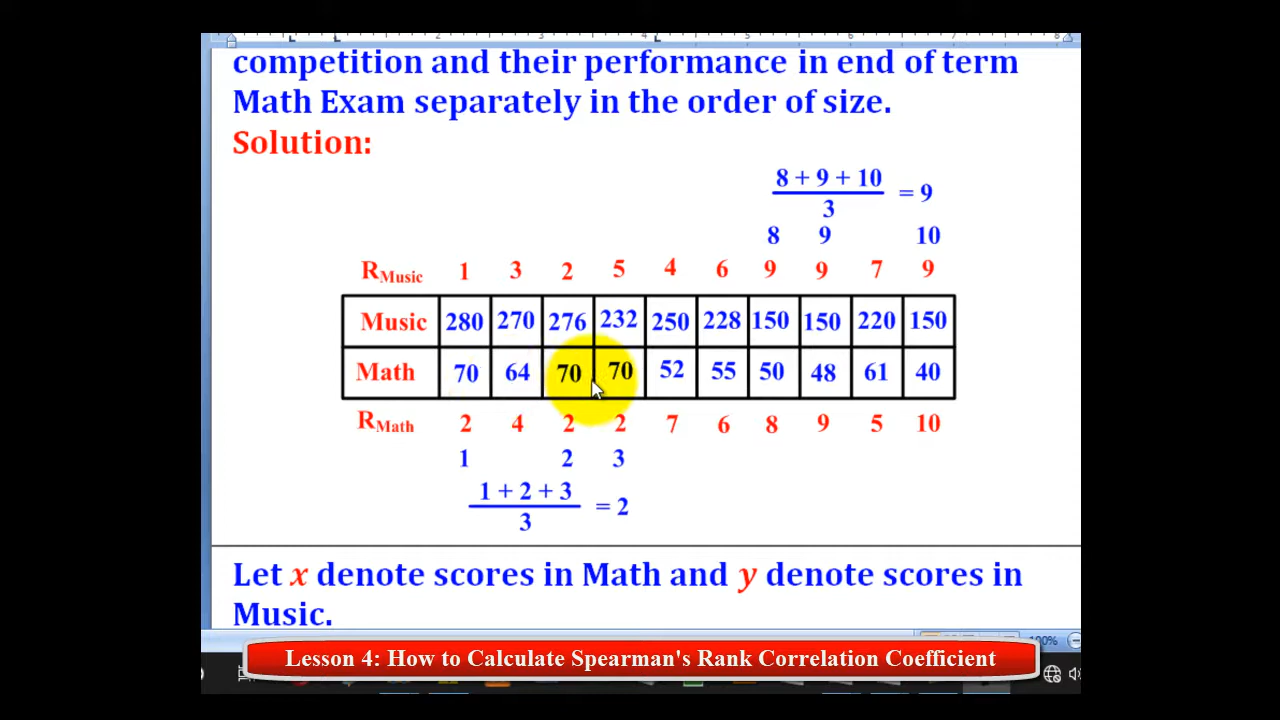 competition and their performance in end of term
Math Exam separately in the order of size.
Solution:
8 + 9 + 10
3
= 9
8 9 10
RMusic 1 3 2 5 4 6 9 9 7 9
Music 280 270 276 232 250 228 150 150 220 150
Math 70 64 70 70 52 55 50 48 61 40
RMath 2 4 2 2 7 6 8 9 5 10
1 2 3
1 + 2 + 3
3
= 2
Let x denote scores in Math and y denote scores in
Music.
100%
Lesson 4: How to Calculate Spearman's Rank Correlation Coefficient